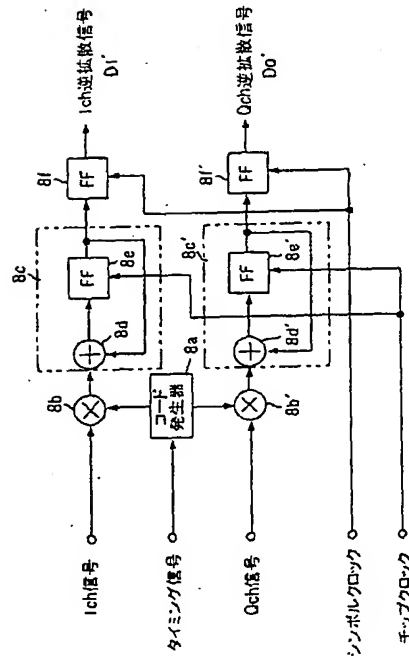 Ich信号
8b
8d
8c
8e
FF
8f
FF
Ich逆拡散信号
DI'
タイミング信号
8a
コード
発生器
Qch信号
8b'
8d'
8c'
8e'
FF
8f'
FF
Qch逆拡散信号
DQ'
シンボルクロック
チップクロック